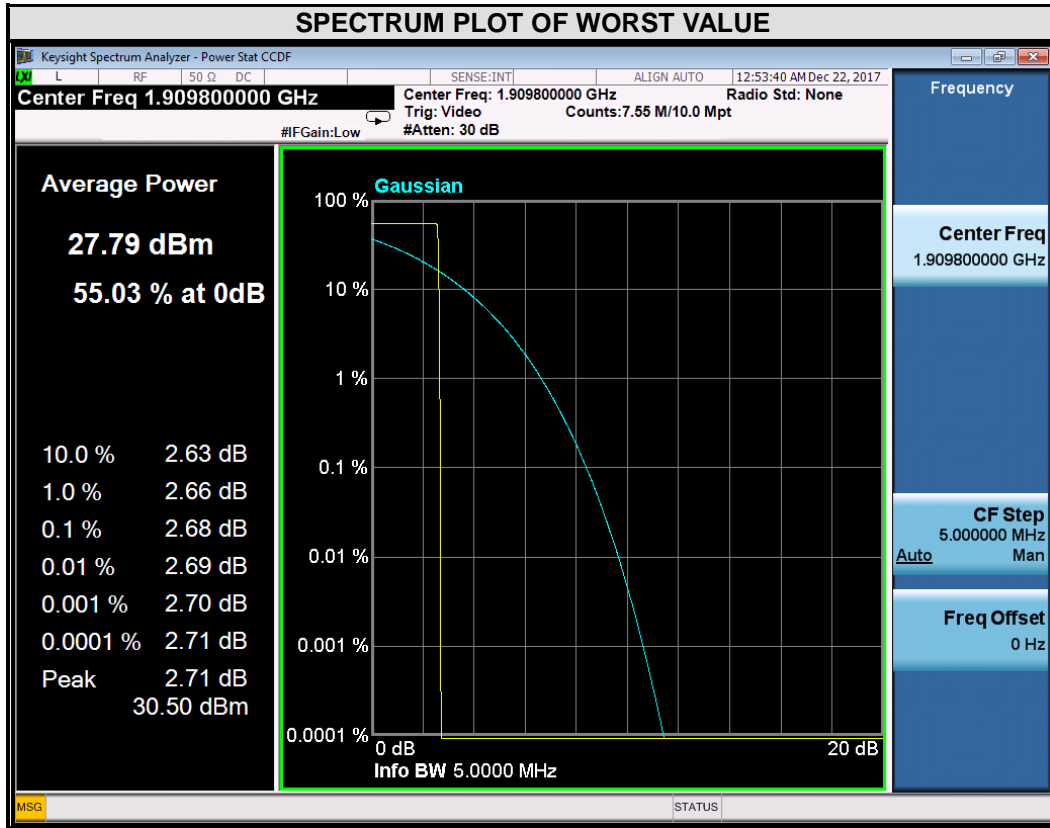 SPECTRUM PLOT OF WORST VALUE
Keysight Spectrum Analyzer - Power Stat CCDF
LXI L RF 50 Ω DC SENSE:INT ALIGN AUTO 12:53:40 AM Dec 22, 2017
Center Freq 1.909800000 GHz
Center Freq: 1.909800000 GHz Radio Std: None
Trig: Video Counts:7.55 M/10.0 Mpt
#IFGain:Low #Atten: 30 dB
Average Power
27.79 dBm
55.03 % at 0dB
10.0 % 2.63 dB
1.0 % 2.66 dB
0.1 % 2.68 dB
0.01 % 2.69 dB
0.001 % 2.70 dB
0.0001 % 2.71 dB
Peak 2.71 dB
30.50 dBm
Gaussian
100 %
10 %
1 %
0.1 %
0.01 %
0.001 %
0.0001 %
0 dB 20 dB
Info BW 5.0000 MHz
Frequency
Center Freq
1.909800000 GHz
CF Step
5.000000 MHz
Auto Man
Freq Offset
0 Hz
MSG STATUS